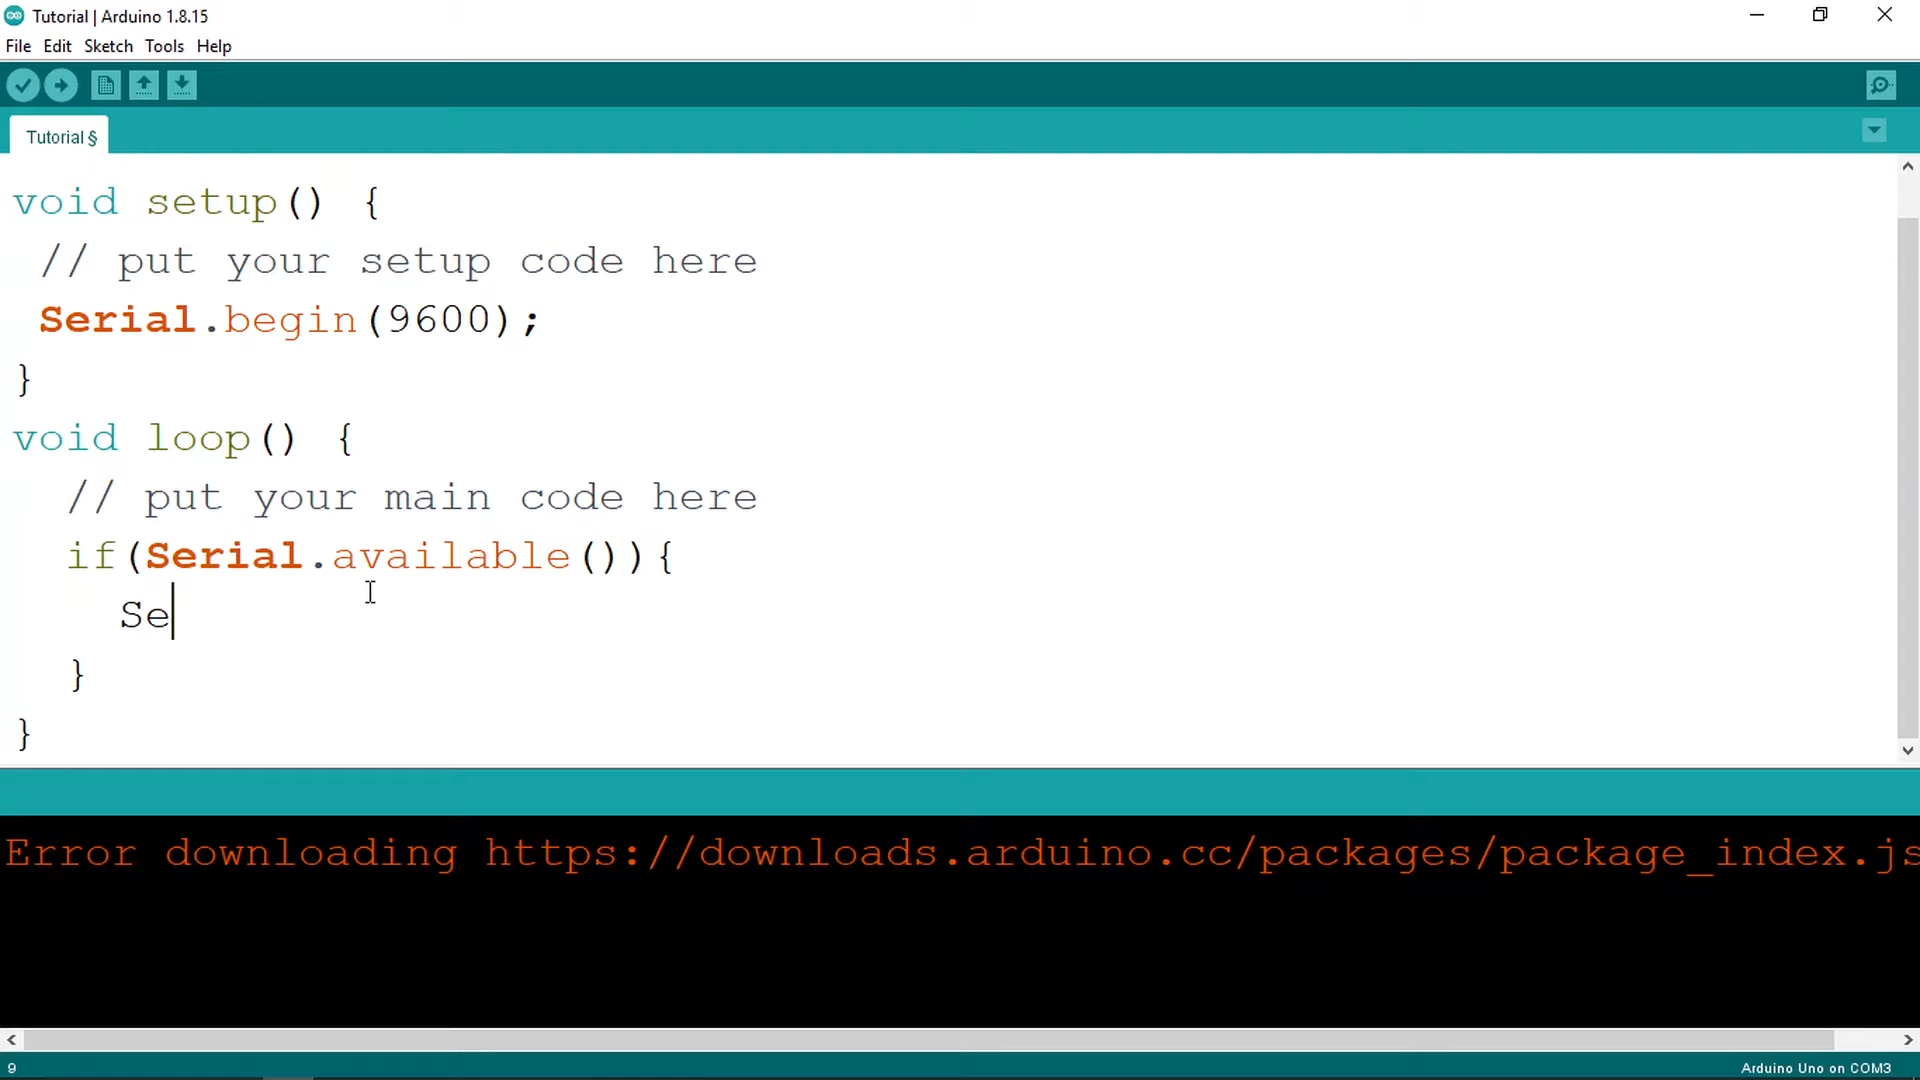 Tutorial | Arduino 1.8.15
File Edit Sketch Tools Help
Tutorial §
void setup() {
// put your setup code here
Serial.begin(9600);
}
void loop() {
// put your main code here
if(Serial.available()){
Se
}
}
Error downloading https://downloads.arduino.cc/packages/package_index.js
9
Arduino Uno on COM3